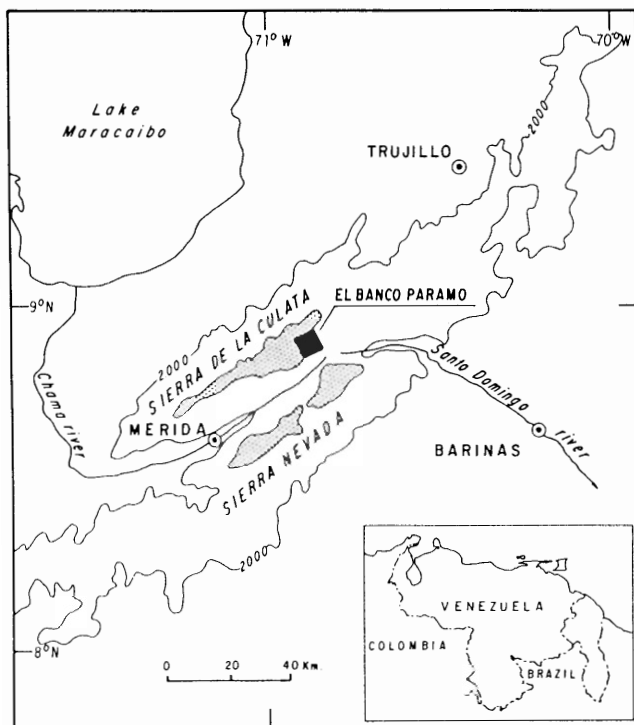 71° W
70° W
Lake
Maracaibo
2000
TRUJILLO
9°N
EL BANCO PARAMO
2000
SIERRA DE LA CULATA
Chama river
MERIDA
Santo Domingo
river
BARINAS
SIERRA NEVADA
2000
8°N
0 20 40 Km.
VENEZUELA
COLOMBIA
BRAZIL